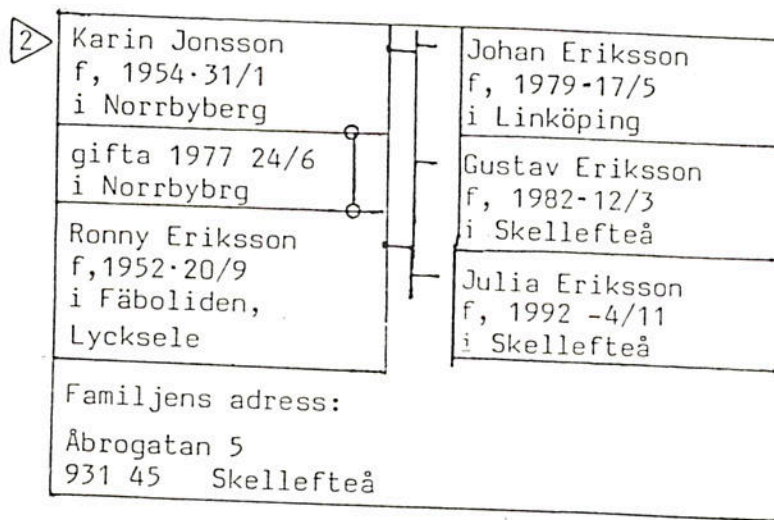 2
Karin Jonsson
f, 1954·31/1
i Norrbyberg
gifta 1977 24/6
i Norrbybrg
Ronny Eriksson
f,1952·20/9
i Fäboliden,
Lycksele
Johan Eriksson
f, 1979-17/5
i Linköping
Gustav Eriksson
f, 1982-12/3
i Skellefteå
Julia Eriksson
f, 1992 -4/11
i Skellefteå
Familjens adress:
Åbrogatan 5
931 45   Skellefteå